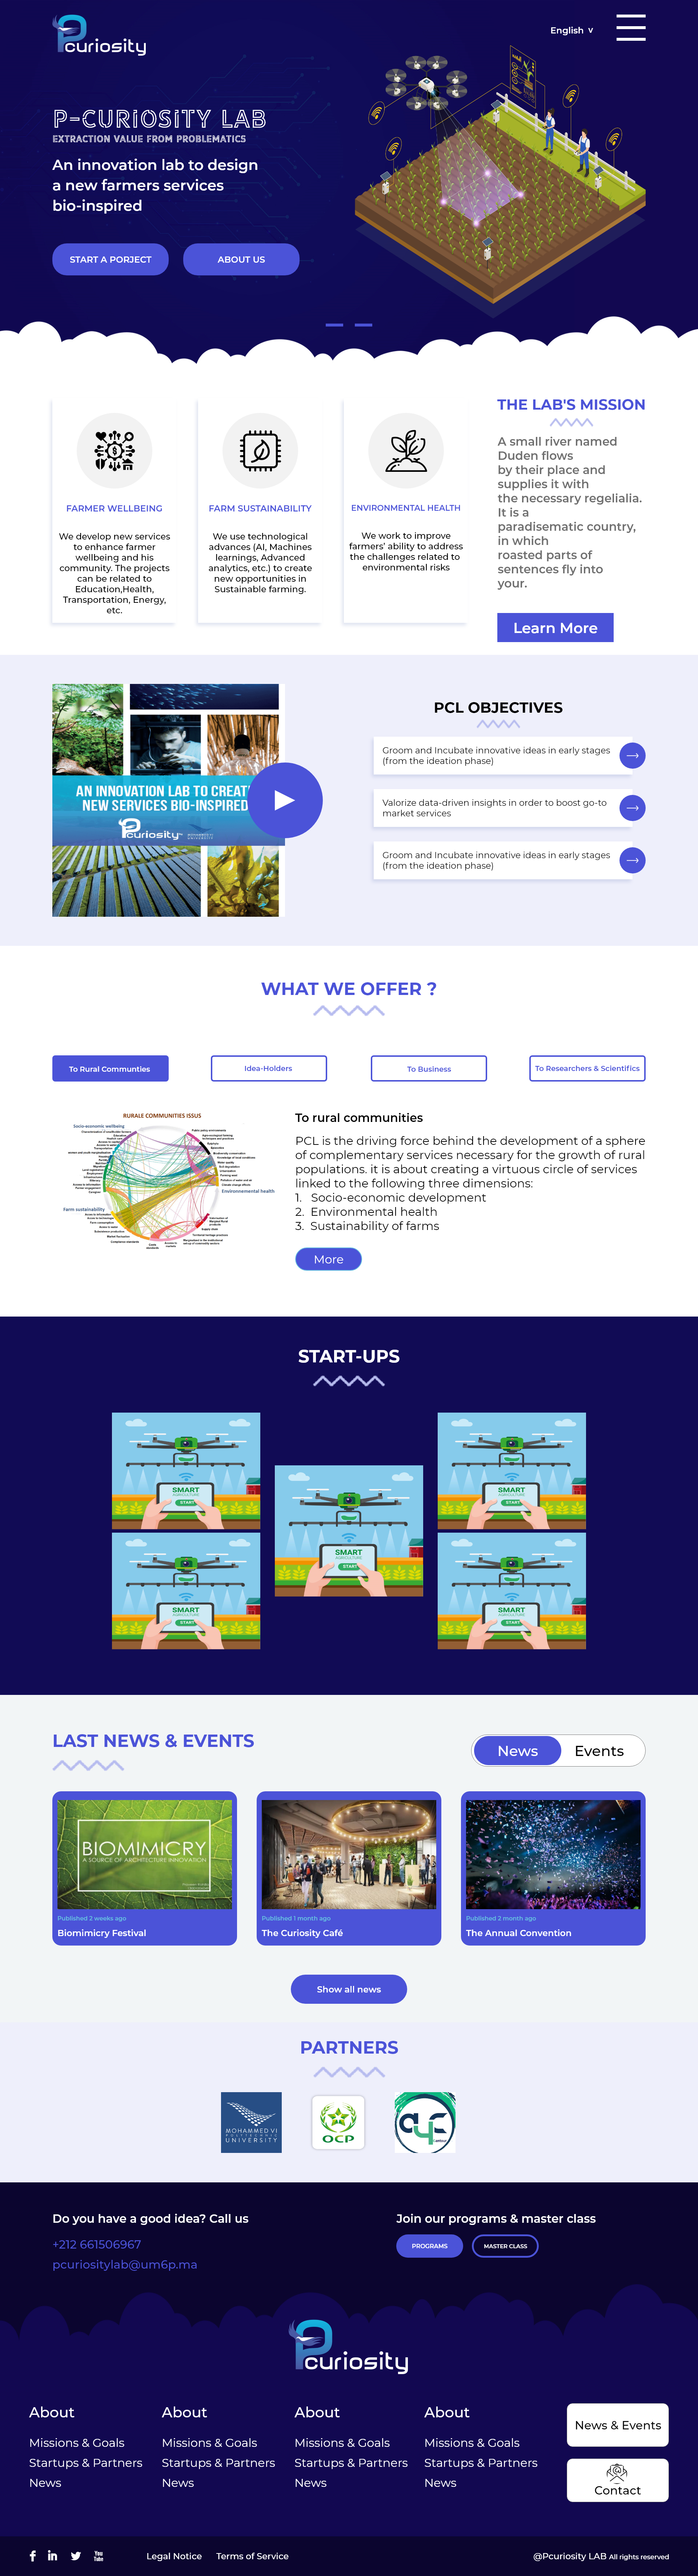 Pcuriosity
English v
P-CURIOSITY LAB
EXTRACTION VALUE FROM PROBLEMATICS
An innovation lab to design
a new farmers services
bio-inspired
START A PORJECT
ABOUT US
FARMER WELLBEING
We develop new services
to enhance farmer
wellbeing and his
community. The projects
can be related to
Education,Health,
Transportation, Energy,
etc.
FARM SUSTAINABILITY
We use technological
advances (AI, Machines
learnings, Advanced
analytics, etc.) to create
new opportunities in
Sustainable farming.
ENVIRONMENTAL HEALTH
We work to improve
farmers' ability to address
the challenges related to
environmental risks
THE LAB'S MISSION
A small river named
Duden flows
by their place and
supplies it with
the necessary regelialia.
It is a
paradisematic country,
in which
roasted parts of
sentences fly into
your.
Learn More
AN INNOVATION LAB TO CREATE
NEW SERVICES BIO-INSPIRED
Pcuriosity
PCL OBJECTIVES
Groom and Incubate innovative ideas in early stages
(from the ideation phase)
Valorize data-driven insights in order to boost go-to
market services
Groom and Incubate innovative ideas in early stages
(from the ideation phase)
WHAT WE OFFER ?
To Rural Communties
Idea-Holders
To Business
To Researchers & Scientifics
RURALE COMMUNITIES ISSUS
Socio-economic wellbeing
Environnemental health
Farm sustainability
To rural communities
PCL is the driving force behind the development of a sphere
of complementary services necessary for the growth of rural
populations. it is about creating a virtuous circle of services
linked to the following three dimensions:
1. Socio-economic development
2. Environmental health
3. Sustainability of farms
More
START-UPS
SMART
AGRICULTURE
START
SMART
AGRICULTURE
START
SMART
AGRICULTURE
START
SMART
AGRICULTURE
START
SMART
AGRICULTURE
START
LAST NEWS & EVENTS
News
Events
BIOMIMICRY
A SOURCE OF ARCHITECTURE INNOVATION
Published 2 weeks ago
Biomimicry Festival
Published 1 month ago
The Curiosity Café
Published 2 month ago
The Annual Convention
Show all news
PARTNERS
MOHAMMED VI
POLYTECHNIC
UNIVERSITY
OCP
Do you have a good idea? Call us
+212 661506967
pcuriositylab@um6p.ma
Join our programs & master class
PROGRAMS
MASTER CLASS
Pcuriosity
About
Missions & Goals
Startups & Partners
News
About
Missions & Goals
Startups & Partners
News
About
Missions & Goals
Startups & Partners
News
About
Missions & Goals
Startups & Partners
News
News & Events
Contact
You
Tube
Legal Notice
Terms of Service
@Pcuriosity LAB All rights reserved